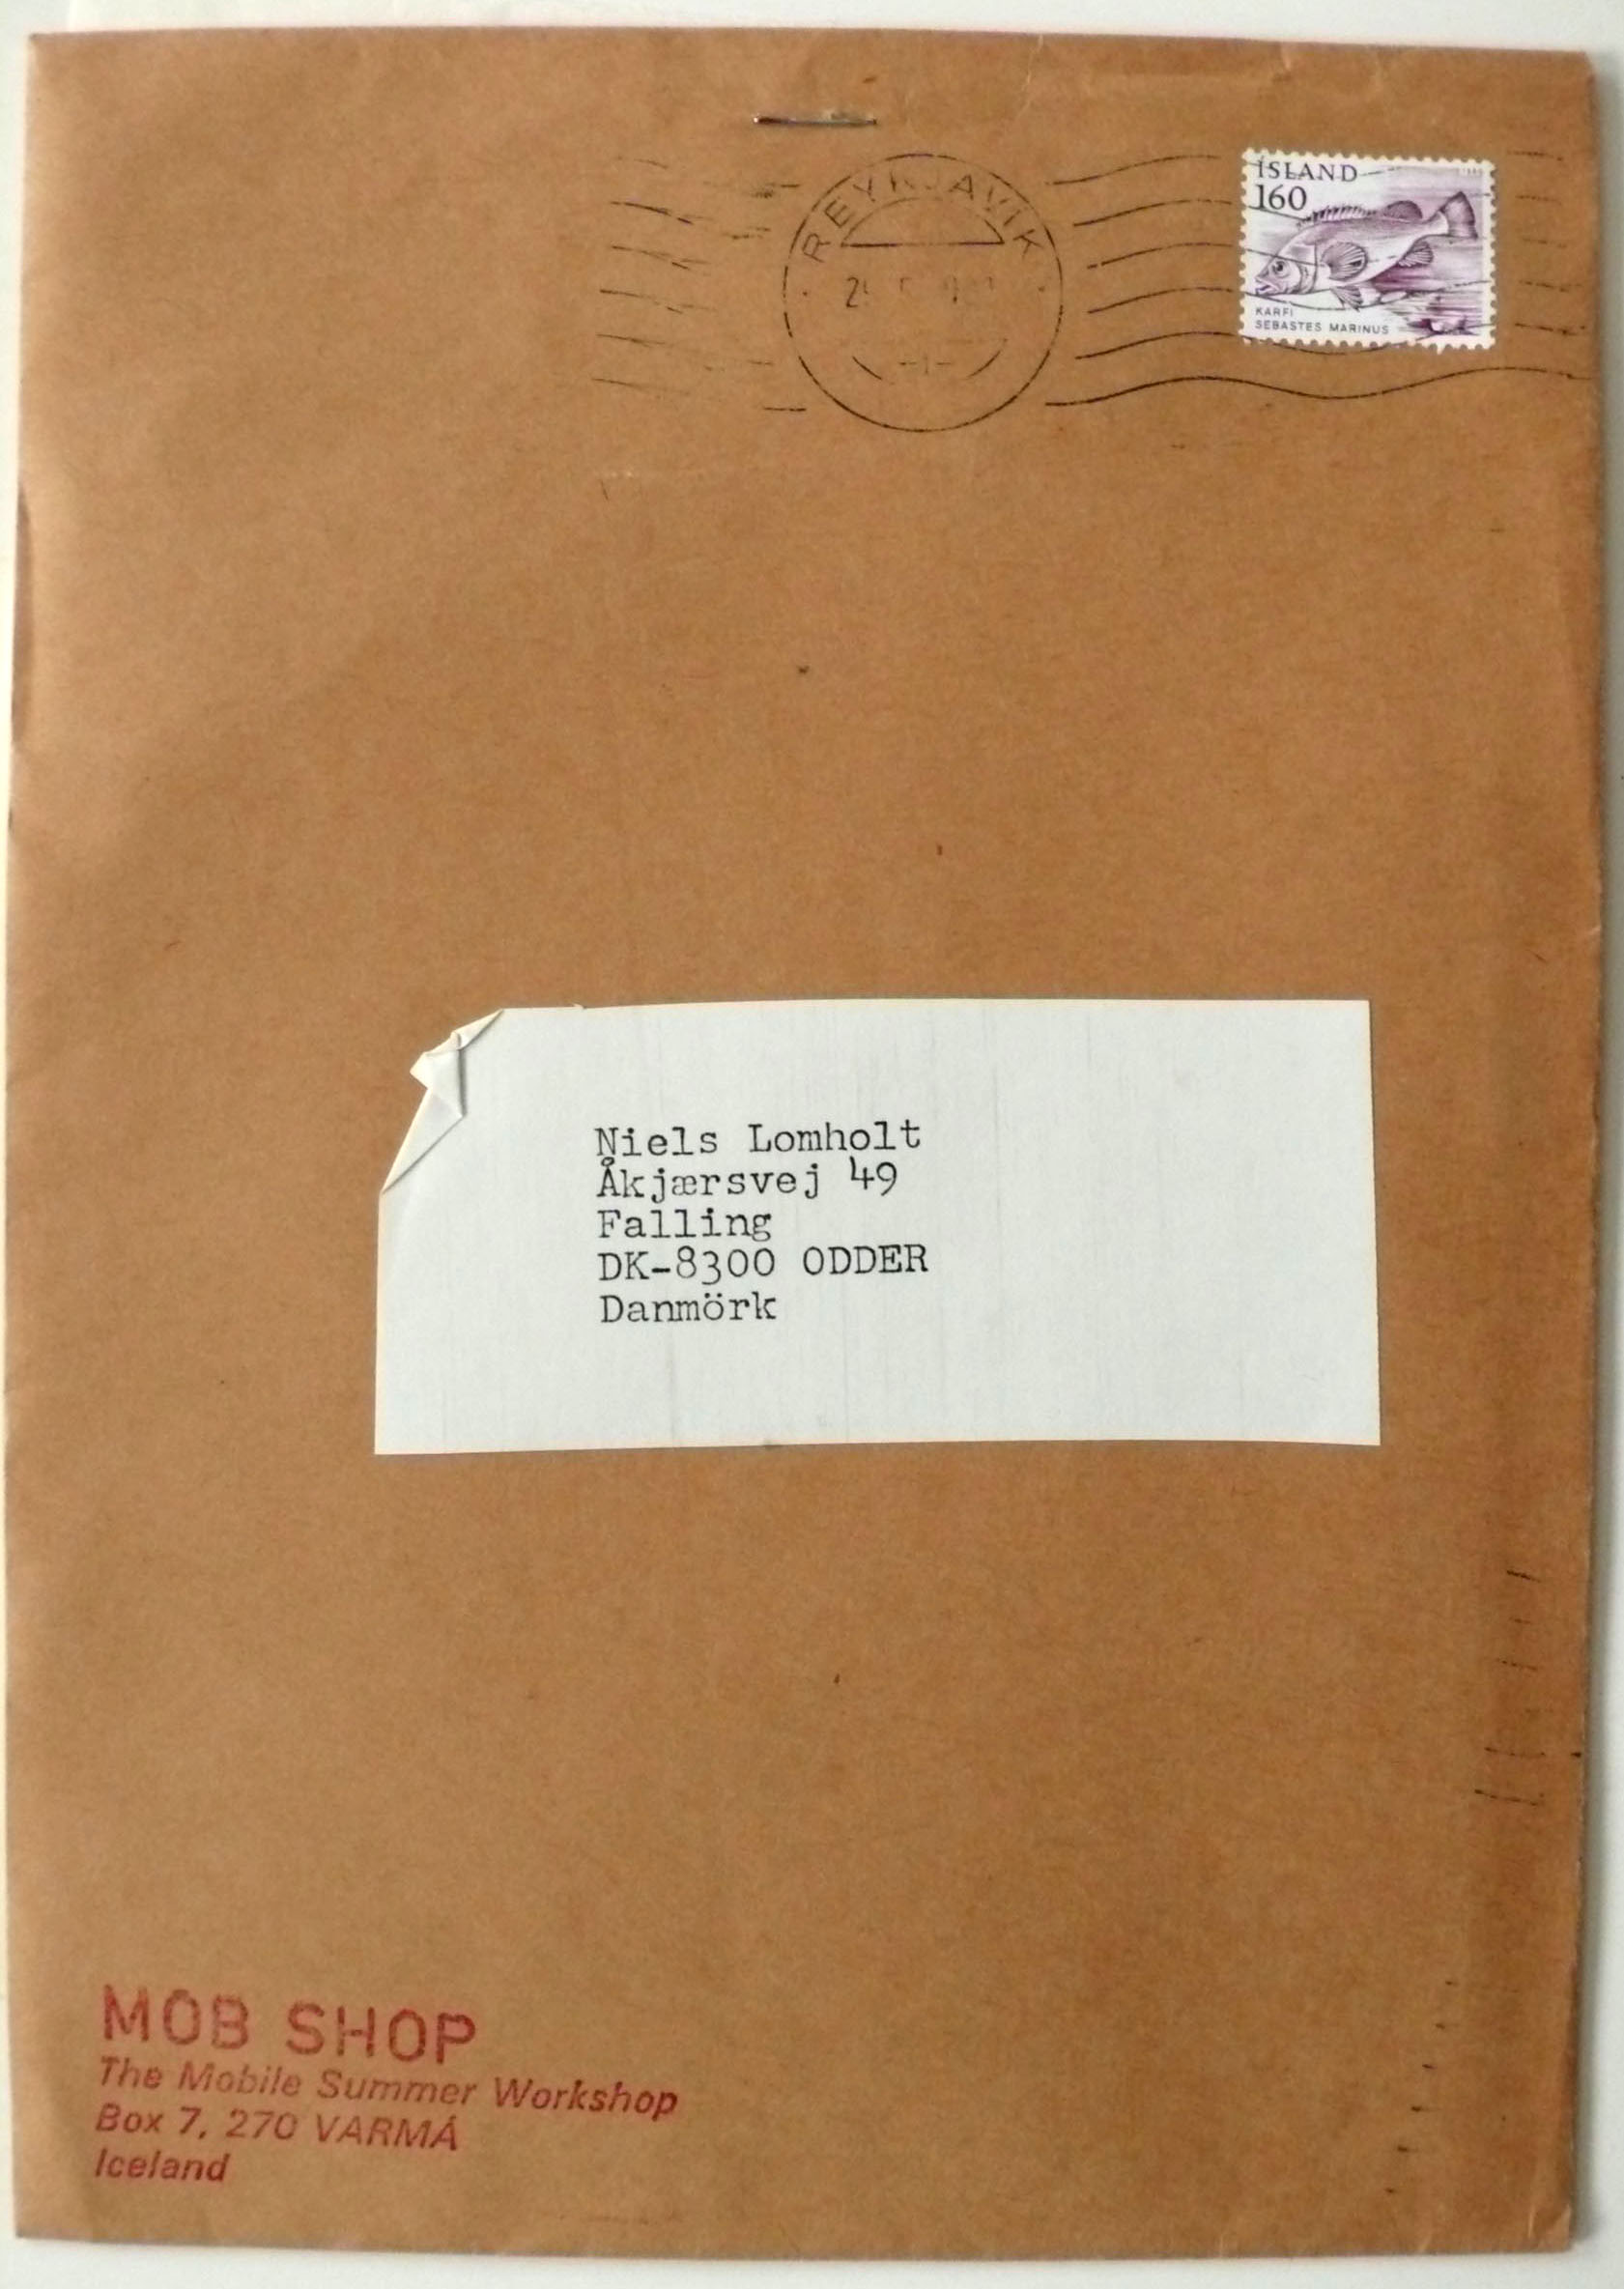 REYKJAVIK
ÍSLAND
160
KARFI
SEBASTES MARINUS
Niels Lomholt
Åkjærsvej 49
Falling
DK-8300 ODDER
Danmörk
MOB SHOP
The Mobile Summer Workshop
Box 7, 270 VARMÁ
Iceland